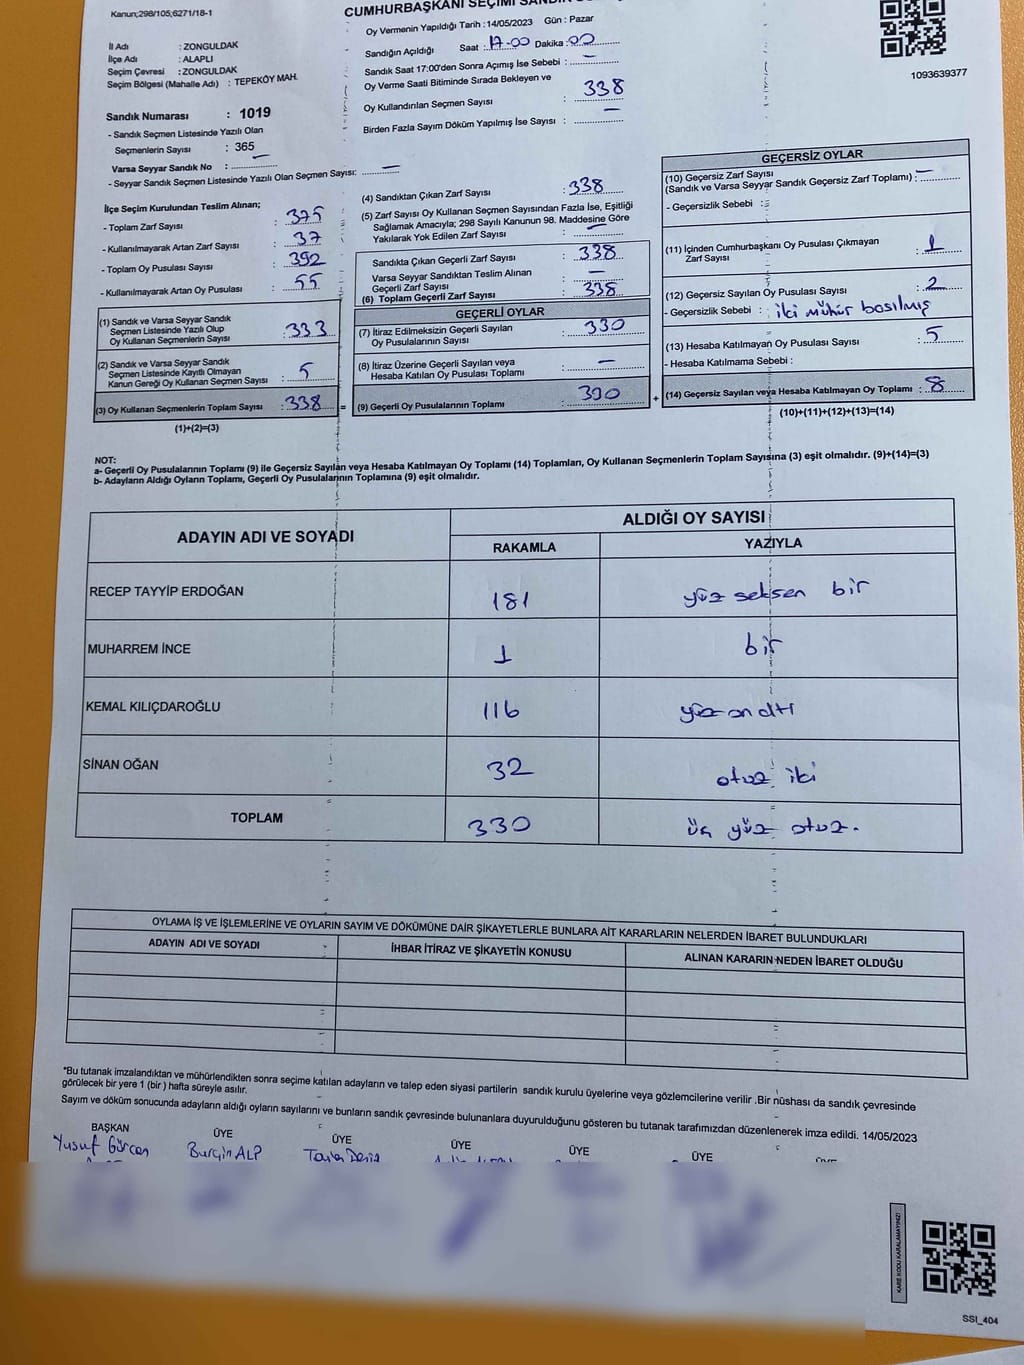 Kanun;298/105;6271/18-1
CUMHURBAŞKANI SEÇİMİ
Oy Vermenin Yapıldığı Tarih : 14/05/2023 Gün : Pazar
Sandığın Açıldığı Saat : 17.00 Dakika : 00
Sandık Saat 17:00'den Sonra Açımış İse Sebebi : —
Oy Verme Saati Bitiminde Sırada Bekleyen ve
Oy Kullandırılan Seçmen Sayısı : 338
Birden Fazla Sayım Döküm Yapılmış İse Sayısı : —
1093639377
İl Adı : ZONGULDAK
İlçe Adı : ALAPLI
Seçim Çevresi : ZONGULDAK
Seçim Bölgesi (Mahalle Adı) : TEPEKÖY MAH.
Sandık Numarası : 1019
- Sandık Seçmen Listesinde Yazılı Olan
Seçmenlerin Sayısı : 365
Varsa Seyyar Sandık No : —
- Seyyar Sandık Seçmen Listesinde Yazılı Olan Seçmen Sayısı: —
İlçe Seçim Kurulundan Teslim Alınan;
- Toplam Zarf Sayısı : 375
- Kullanılmayarak Artan Zarf Sayısı : 37
- Toplam Oy Pusulası Sayısı : 392
- Kullanılmayarak Artan Oy Pusulası : 55
(1) Sandık ve Varsa Seyyar Sandık
Seçmen Listesinde Yazılı Olup
Oy Kullanan Seçmenlerin Sayısı : 333
(2) Sandık ve Varsa Seyyar Sandık
Seçmen Listesinde Kayıtlı Olmayan
Kanun Gereği Oy Kullanan Seçmen Sayısı : 5
(3) Oy Kullanan Seçmenlerin Toplam Sayısı : 338
(1)+(2)=(3)
(4) Sandıktan Çıkan Zarf Sayısı : 338
(5) Zarf Sayısı Oy Kullanan Seçmen Sayısından Fazla İse, Eşitliği
Sağlamak Amacıyla; 298 Sayılı Kanunun 98. Maddesine Göre
Yakılarak Yok Edilen Zarf Sayısı : —
Sandıkta Çıkan Geçerli Zarf Sayısı : 338
Varsa Seyyar Sandıktan Teslim Alınan
Geçerli Zarf Sayısı : —
(6) Toplam Geçerli Zarf Sayısı : 338
GEÇERLİ OYLAR
(7) İtiraz Edilmeksizin Geçerli Sayılan
Oy Pusulalarının Sayısı : 330
(8) İtiraz Üzerine Geçerli Sayılan veya
Hesaba Katılan Oy Pusulası Toplamı : —
= (9) Geçerli Oy Pusulalarının Toplamı : 330
GEÇERSİZ OYLAR
(10) Geçersiz Zarf Sayısı
(Sandık ve Varsa Seyyar Sandık Geçersiz Zarf Toplamı) : —
- Geçersizlik Sebebi :
(11) İçinden Cumhurbaşkanı Oy Pusulası Çıkmayan
Zarf Sayısı : 1
(12) Geçersiz Sayılan Oy Pusulası Sayısı : 2
- Geçersizlik Sebebi : iki mühür basılmış
(13) Hesaba Katılmayan Oy Pusulası Sayısı : 5
- Hesaba Katılmama Sebebi :
+ (14) Geçersiz Sayılan veya Hesaba Katılmayan Oy Toplamı : 8
(10)+(11)+(12)+(13)=(14)
NOT:
a- Geçerli Oy Pusulalarının Toplamı (9) ile Geçersiz Sayılan veya Hesaba Katılmayan Oy Toplamı (14) Toplamları, Oy Kullanan Seçmenlerin Toplam Sayısına (3) eşit olmalıdır. (9)+(14)=(3)
b- Adayların Aldığı Oyların Toplamı, Geçerli Oy Pusulalarının Toplamına (9) eşit olmalıdır.
ADAYIN ADI VE SOYADI ALDIĞI OY SAYISI
RAKAMLA YAZIYLA
RECEP TAYYİP ERDOĞAN 181 yüz seksen bir
MUHARREM İNCE 1 bir
KEMAL KILIÇDAROĞLU 116 yüz onaltı
SİNAN OĞAN 32 otuz iki
TOPLAM 330 üç yüz otuz.
OYLAMA İŞ VE İŞLEMLERİNE VE OYLARIN SAYIM VE DÖKÜMÜNE DAİR ŞİKAYETLERLE BUNLARA AİT KARARLARIN NELERDEN İBARET BULUNDUKLARI
ADAYIN ADI VE SOYADI İHBAR İTİRAZ VE ŞİKAYETİN KONUSU ALINAN KARARIN NEDEN İBARET OLDUĞU
*Bu tutanak imzalandıktan ve mühürlendikten sonra seçime katılan adayların ve talep eden siyasi partilerin sandık kurulu üyelerine veya gözlemcilerine verilir .Bir nüshası da sandık çevresinde
görülecek bir yere 1 (bir ) hafta süreyle asılır.
Sayım ve döküm sonucunda adayların aldığı oyların sayılarını ve bunların sandık çevresinde bulunanlara duyurulduğunu gösteren bu tutanak tarafımızdan düzenlenerek imza edildi. 14/05/2023
BAŞKAN ÜYE ÜYE ÜYE ÜYE ÜYE
Yusuf Gürcan Burçin ALP
KARE KODU KARALAMAYINIZ!
SSI_404